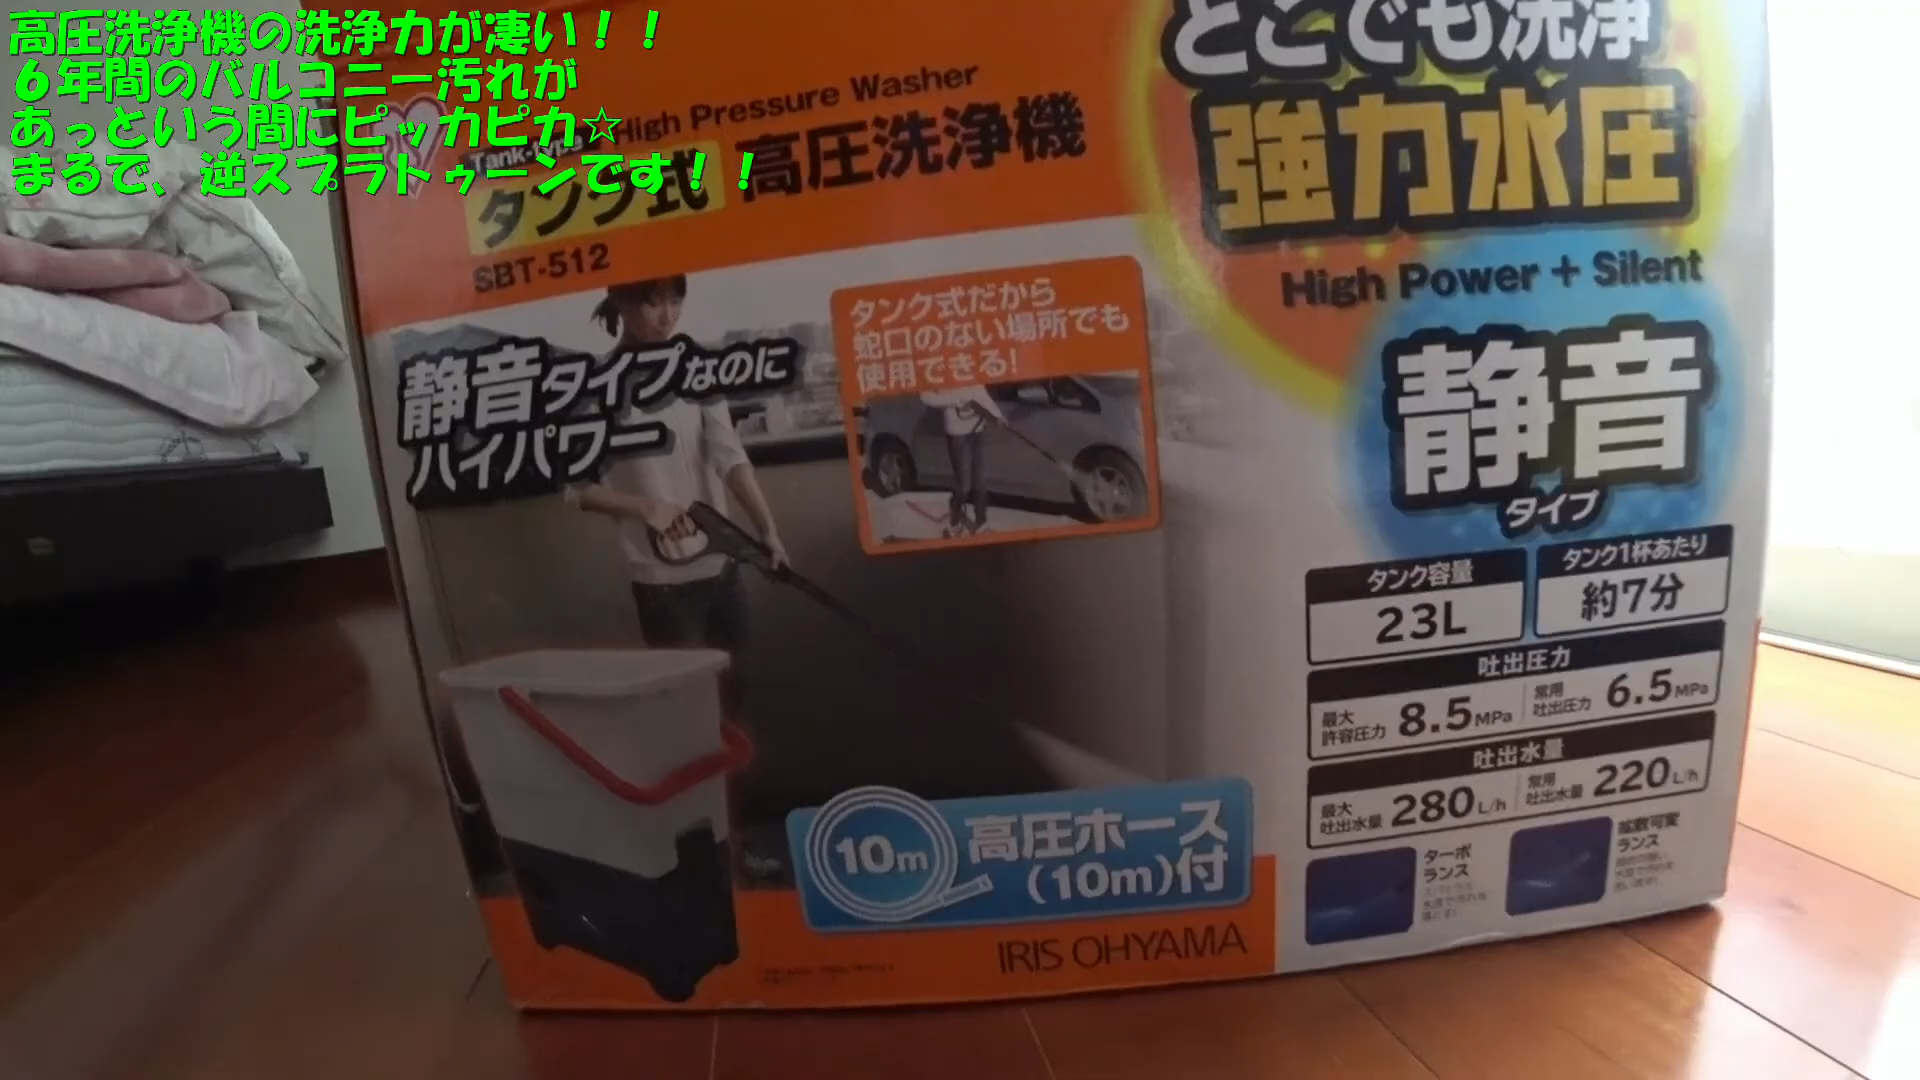 高圧洗浄機の洗浄力が凄い！！
６年間のバルコニー汚れが
あっという間にピッカピカ☆
まるで、逆スプラトゥーンです！！
Tank-type High Pressure Washer
タンク式 高圧洗浄機
SBT-512
どこでも洗浄
強力水圧
High Power + Silent
静音
タイプ
静音タイプなのに
ハイパワー
タンク式だから
蛇口のない場所でも
使用できる!
タンク容量
23L
タンク1杯あたり
約7分
吐出圧力
最大
許容圧力 8.5MPa
常用
吐出圧力 6.5MPa
吐出水量
最大
吐出水量 280L/h
常用
吐出水量 220L/h
ターボ
ランス
拡散可変
ランス
10m
高圧ホース
(10m)付
IRIS OHYAMA